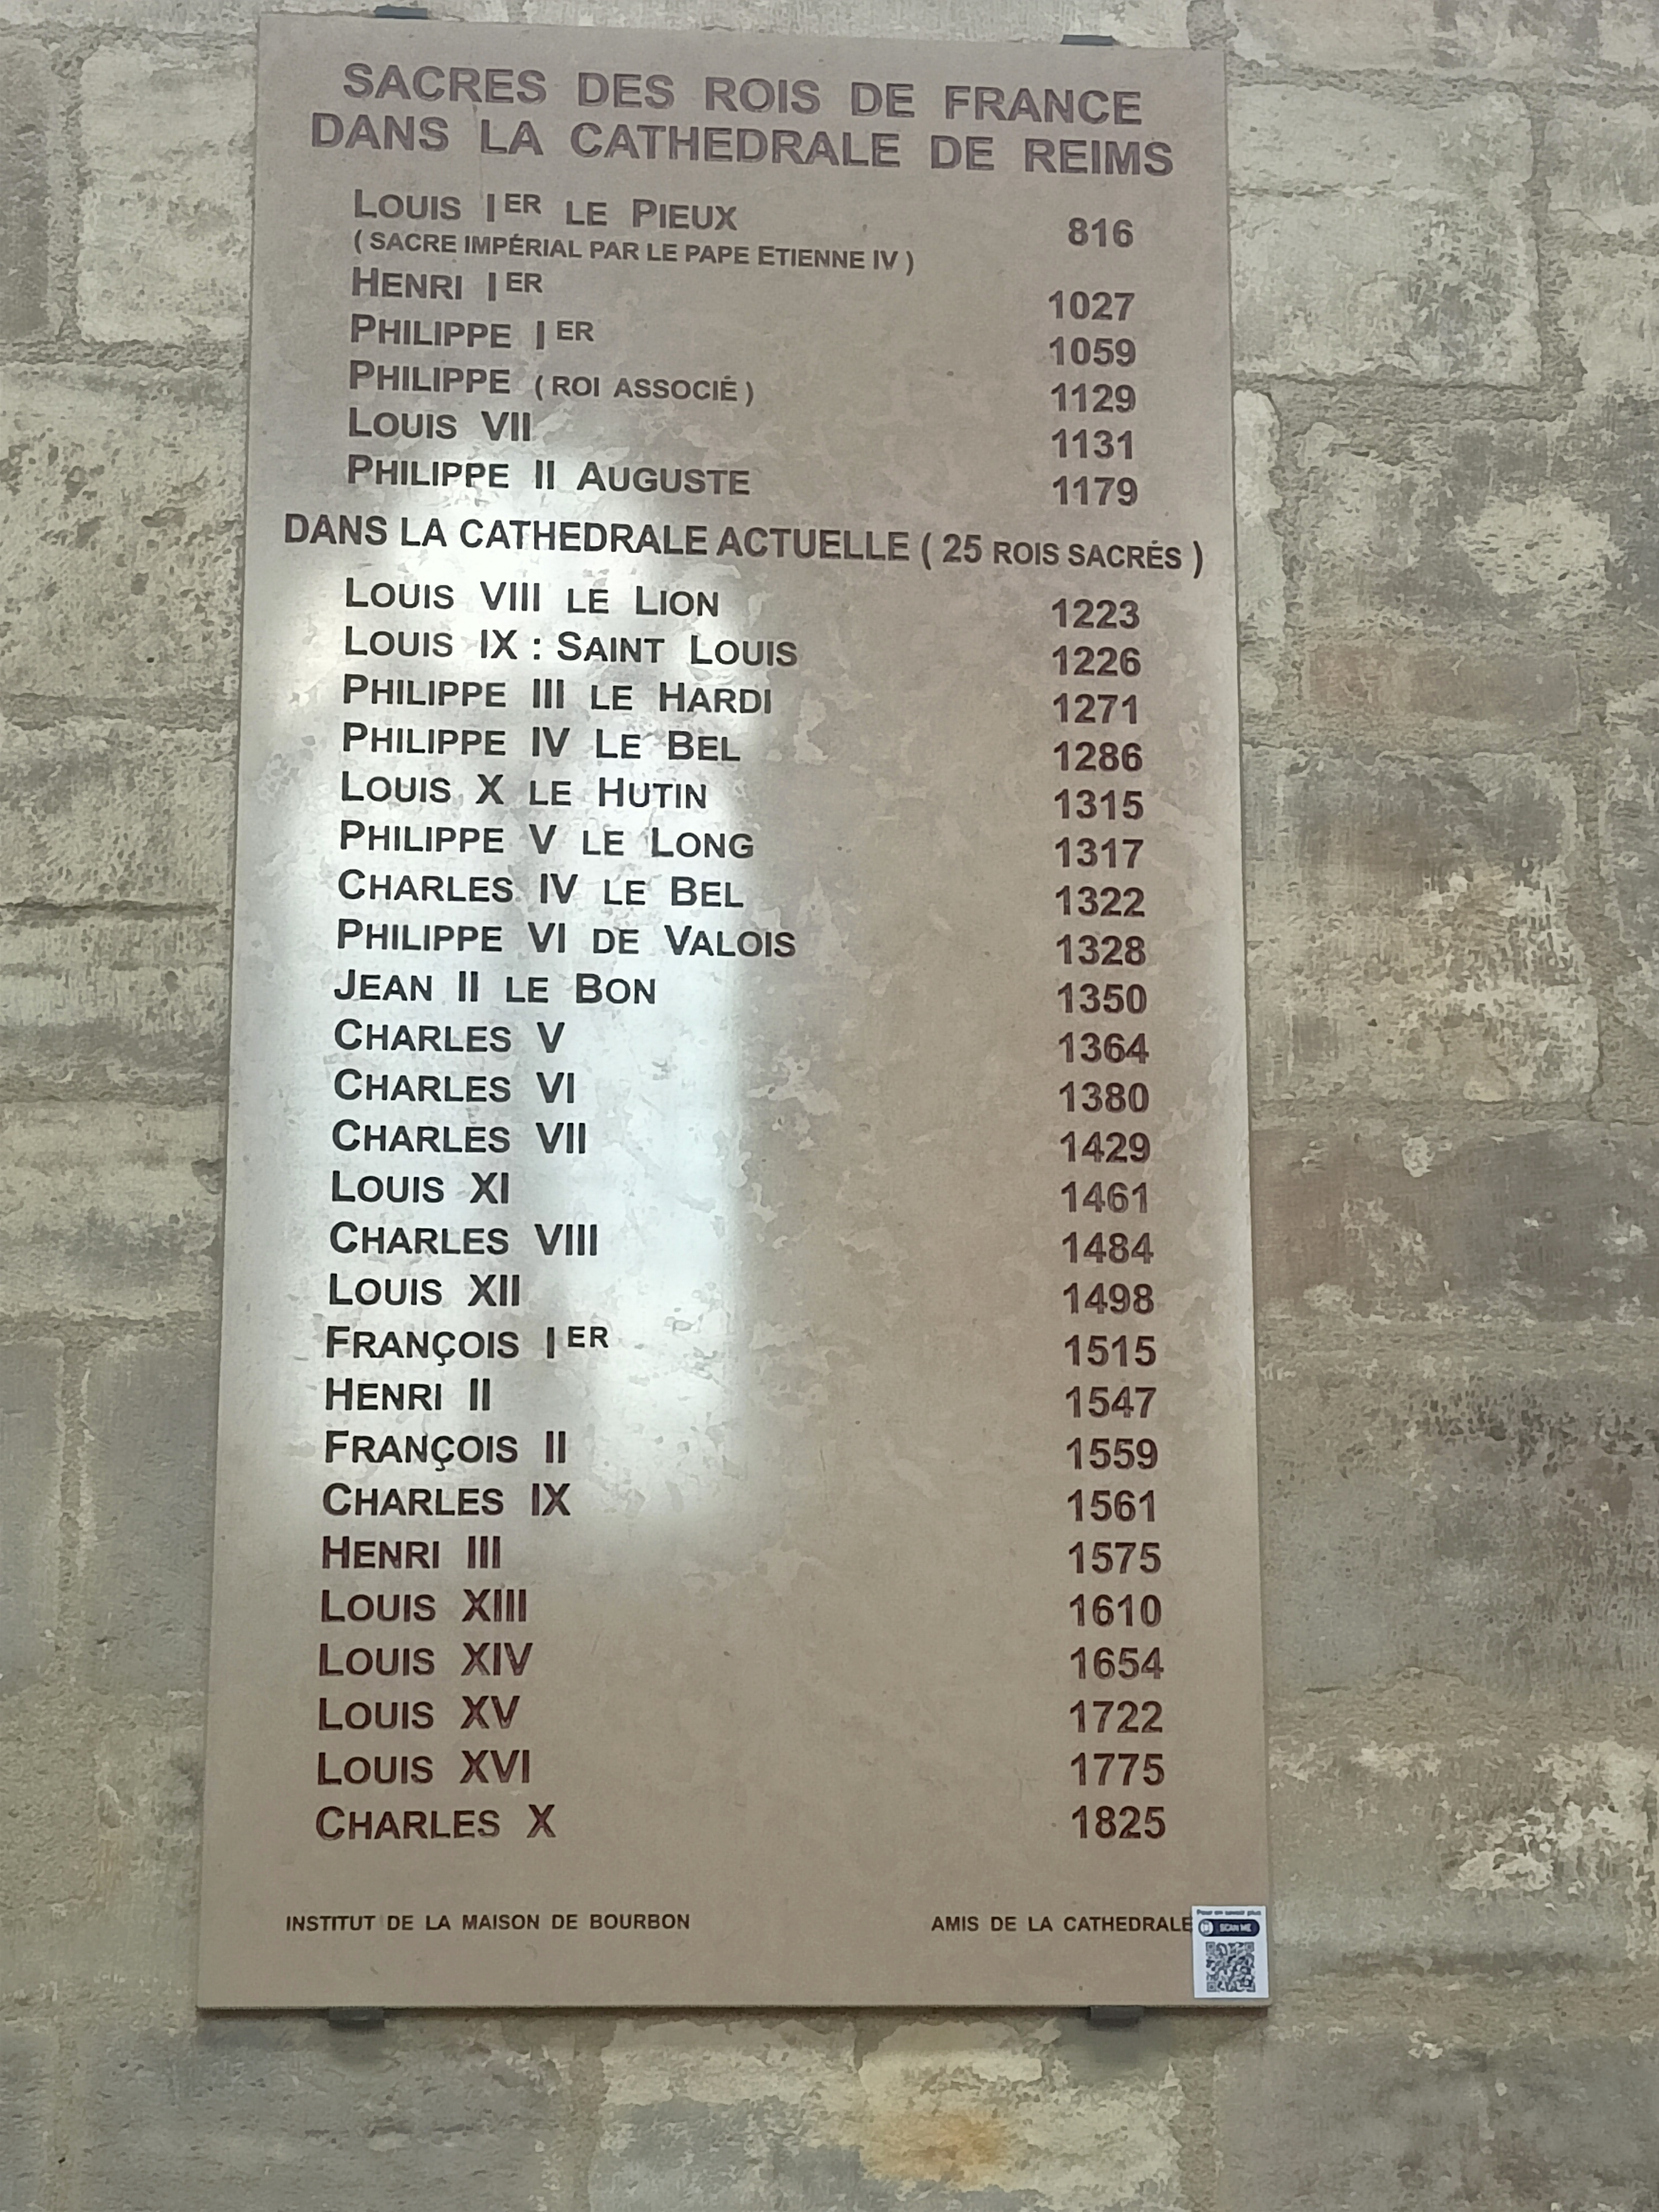 SACRES DES ROIS DE FRANCE
DANS LA CATHEDRALE DE REIMS
LOUIS IER LE PIEUX 816
( SACRE IMPÉRIAL PAR LE PAPE ETIENNE IV )
HENRI IER 1027
PHILIPPE IER 1059
PHILIPPE ( ROI ASSOCIÉ ) 1129
LOUIS VII 1131
PHILIPPE II AUGUSTE 1179
DANS LA CATHEDRALE ACTUELLE ( 25 ROIS SACRÉS )
LOUIS VIII LE LION 1223
LOUIS IX : SAINT LOUIS 1226
PHILIPPE III LE HARDI 1271
PHILIPPE IV LE BEL 1286
LOUIS X LE HUTIN 1315
PHILIPPE V LE LONG 1317
CHARLES IV LE BEL 1322
PHILIPPE VI DE VALOIS 1328
JEAN II LE BON 1350
CHARLES V 1364
CHARLES VI 1380
CHARLES VII 1429
LOUIS XI 1461
CHARLES VIII 1484
LOUIS XII 1498
FRANÇOIS IER 1515
HENRI II 1547
FRANÇOIS II 1559
CHARLES IX 1561
HENRI III 1575
LOUIS XIII 1610
LOUIS XIV 1654
LOUIS XV 1722
LOUIS XVI 1775
CHARLES X 1825
INSTITUT DE LA MAISON DE BOURBON AMIS DE LA CATHEDRALE
Pour en savoir plus
SCAN ME